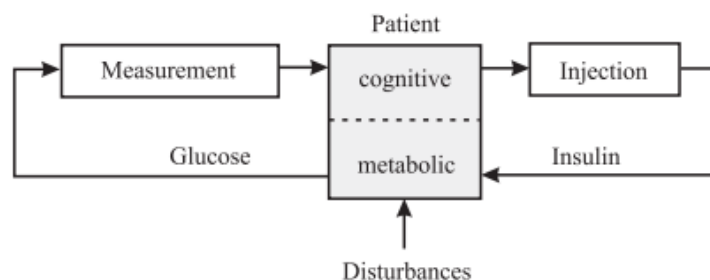 Patient
Measurement
cognitive
Injection
Glucose
metabolic
Insulin
Disturbances